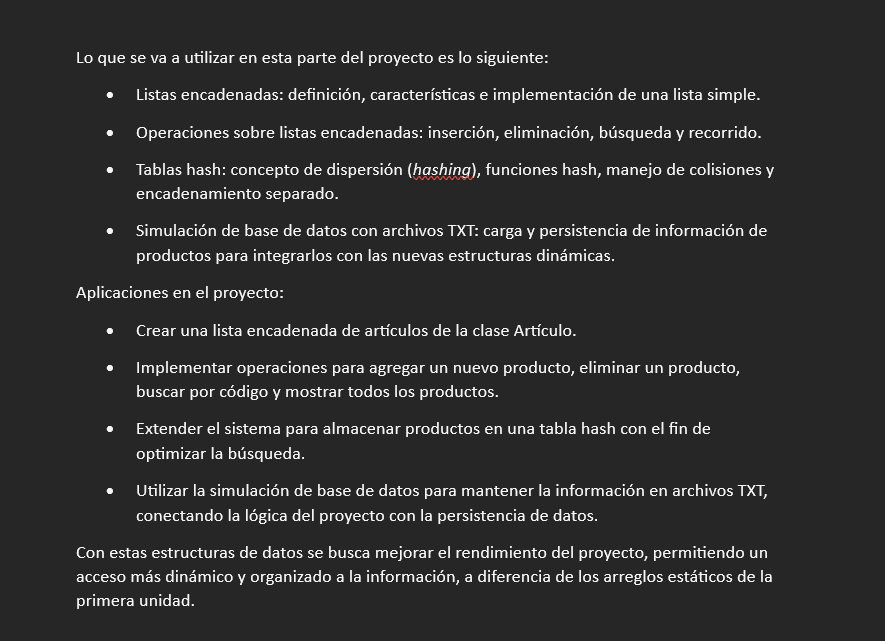 Lo que se va a utilizar en esta parte del proyecto es lo siguiente:
• Listas encadenadas: definición, características e implementación de una lista simple.
• Operaciones sobre listas encadenadas: inserción, eliminación, búsqueda y recorrido.
• Tablas hash: concepto de dispersión (hashing), funciones hash, manejo de colisiones y
encadenamiento separado.
• Simulación de base de datos con archivos TXT: carga y persistencia de información de
productos para integrarlos con las nuevas estructuras dinámicas.
Aplicaciones en el proyecto:
• Crear una lista encadenada de artículos de la clase Artículo.
• Implementar operaciones para agregar un nuevo producto, eliminar un producto,
buscar por código y mostrar todos los productos.
• Extender el sistema para almacenar productos en una tabla hash con el fin de
optimizar la búsqueda.
• Utilizar la simulación de base de datos para mantener la información en archivos TXT,
conectando la lógica del proyecto con la persistencia de datos.
Con estas estructuras de datos se busca mejorar el rendimiento del proyecto, permitiendo un
acceso más dinámico y organizado a la información, a diferencia de los arreglos estáticos de la
primera unidad.